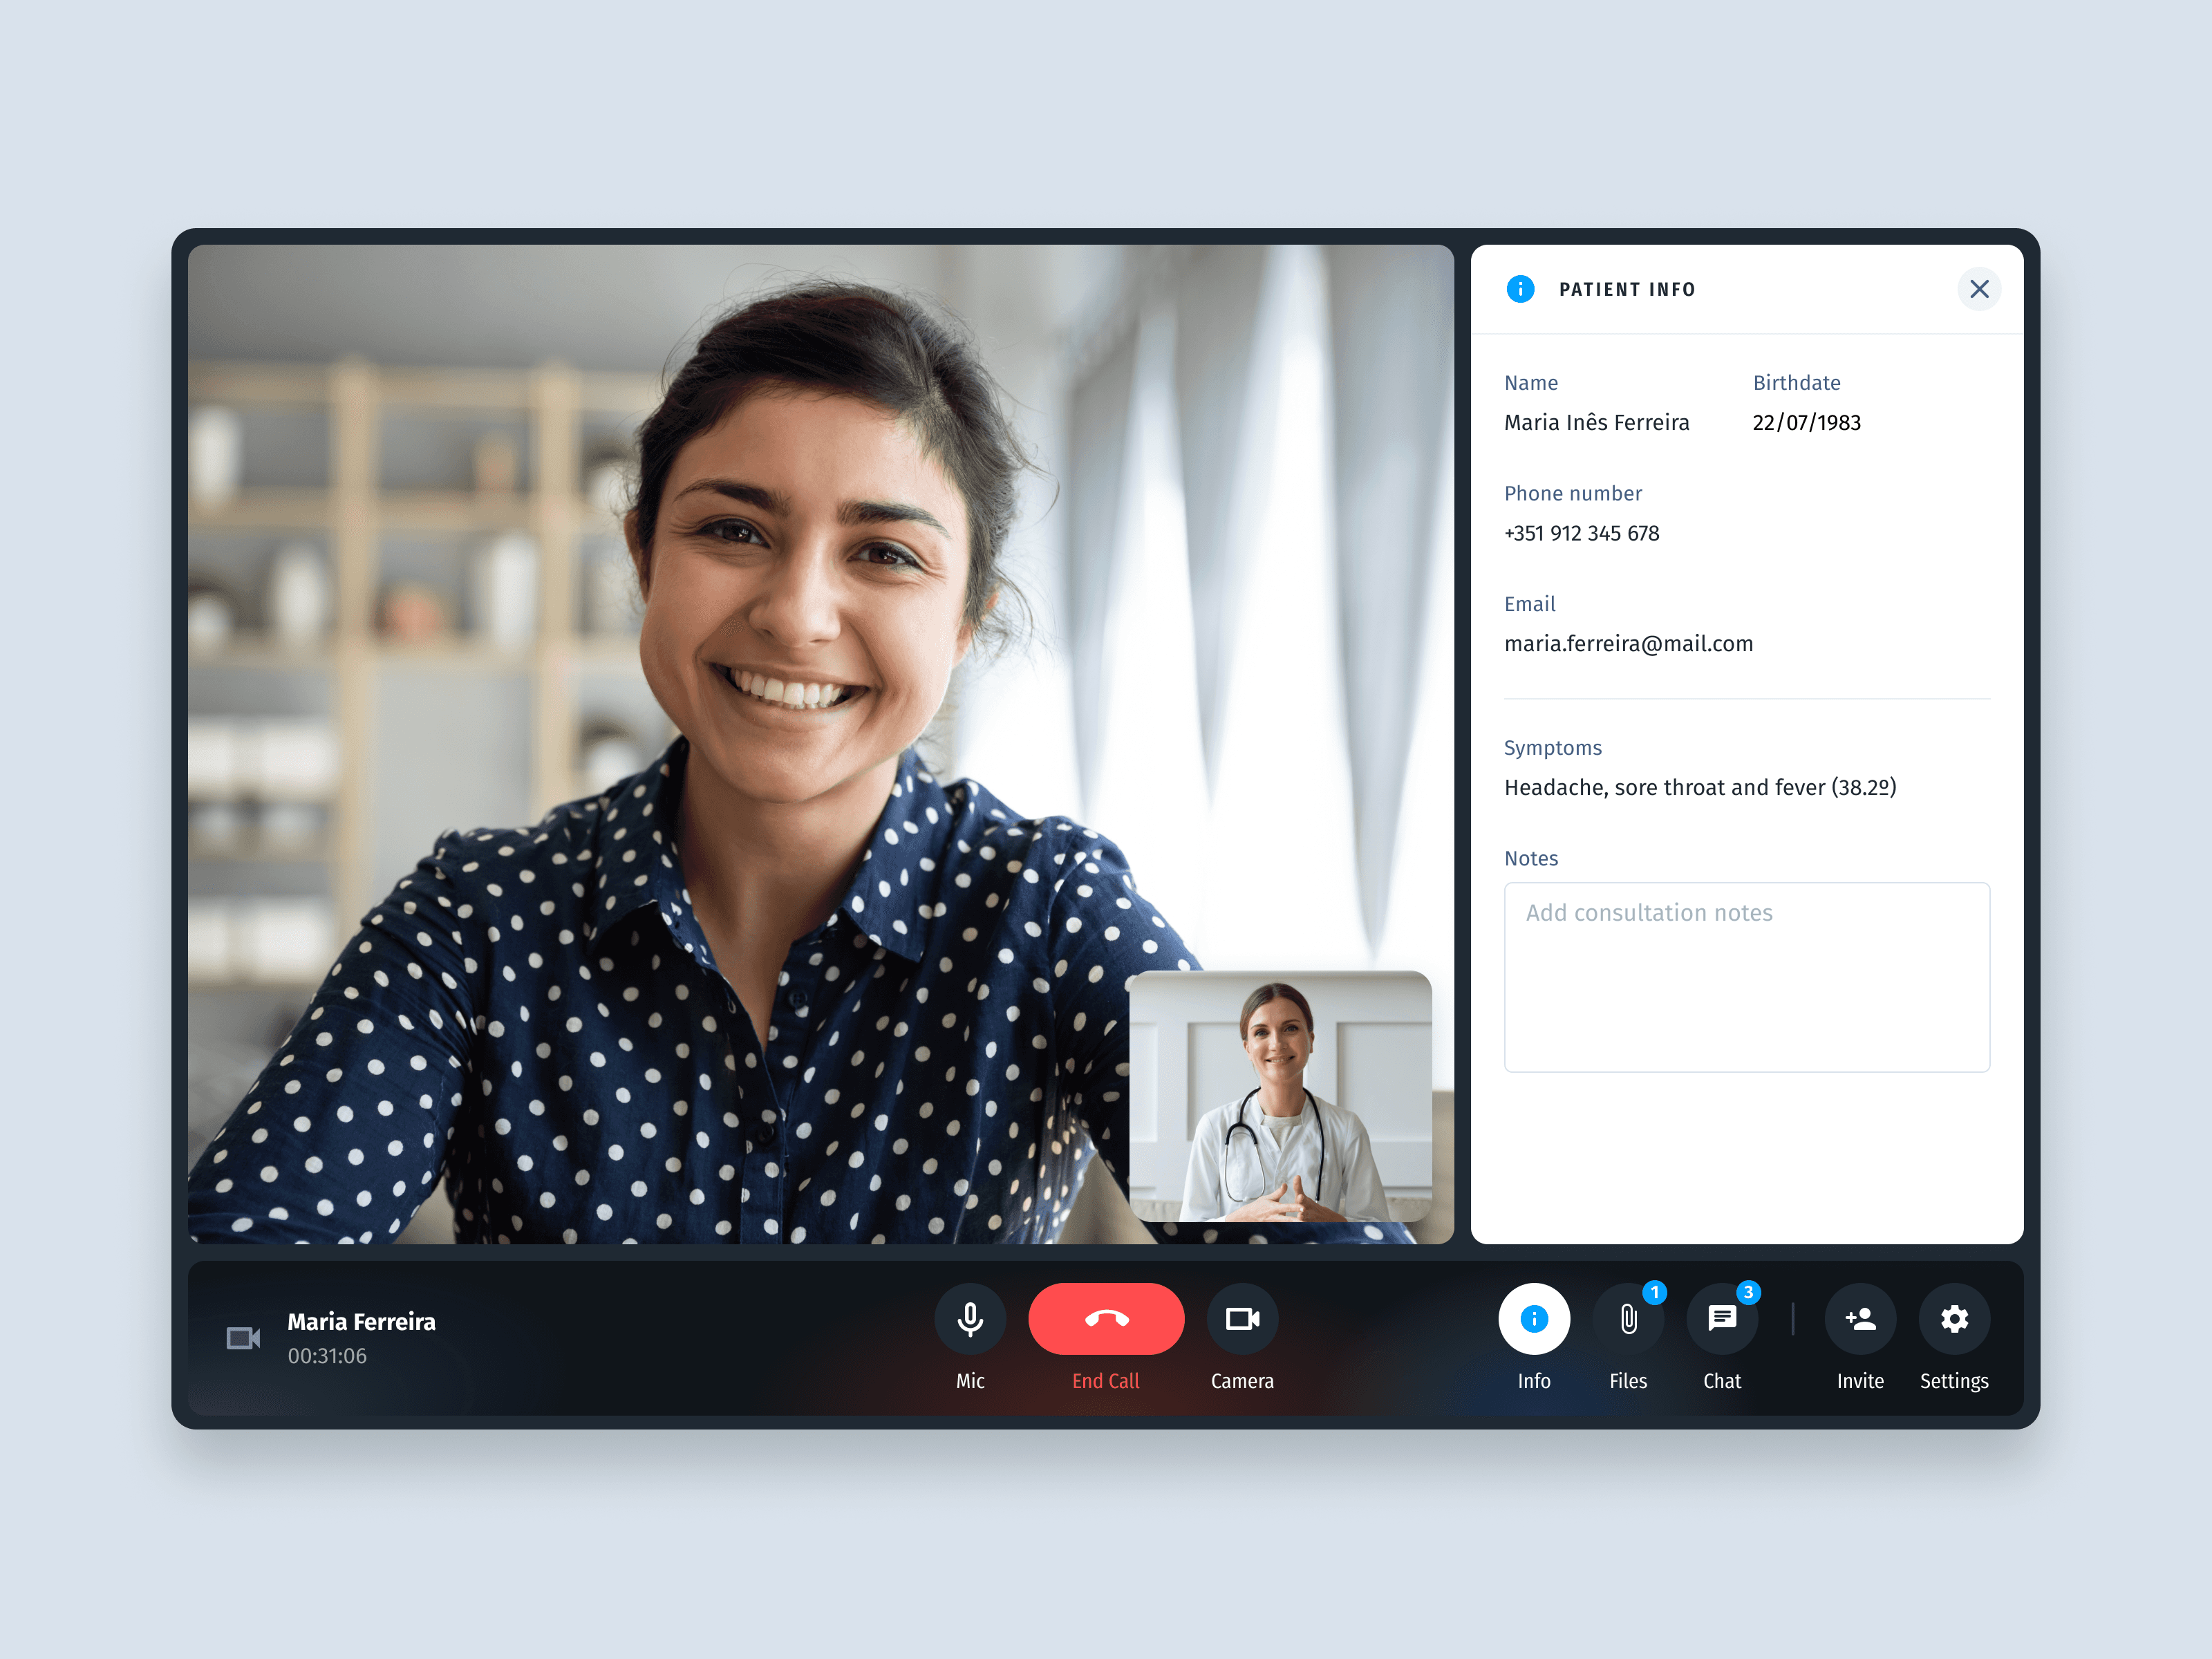 PATIENT INFO
Name
Birthdate
Maria Inês Ferreira
22/07/1983
Phone number
+351 912 345 678
Email
maria.ferreira@mail.com
Symptoms
Headache, sore throat and fever (38.2º)
Notes
Add consultation notes
Maria Ferreira
00:31:06
Mic
End Call
Camera
Info
1
Files
3
Chat
Invite
Settings